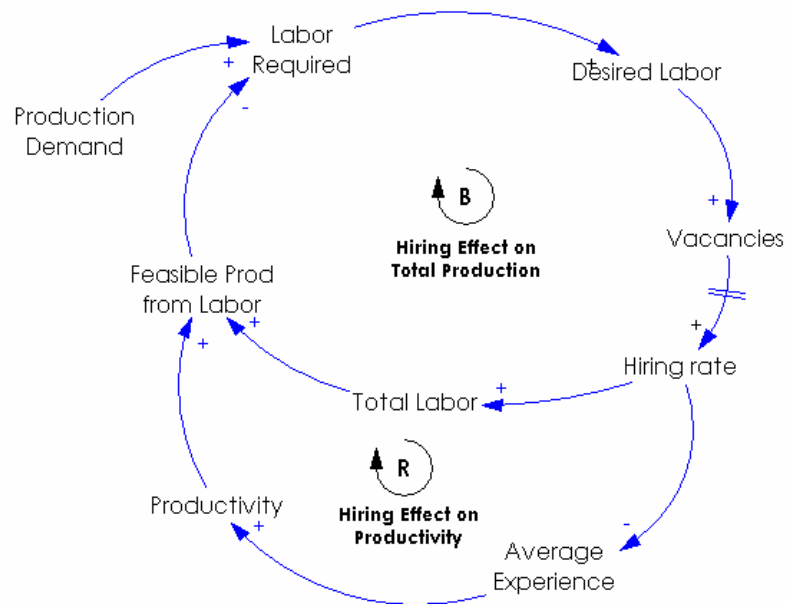 Labor
Required
+
-
Desired Labor
+
Production
Demand
B
Hiring Effect on
Total Production
+
Vacancies
Feasible Prod
from Labor
+
+
+
Hiring rate
Total Labor
+
R
Hiring Effect on
Productivity
Productivity
+
-
Average
Experience